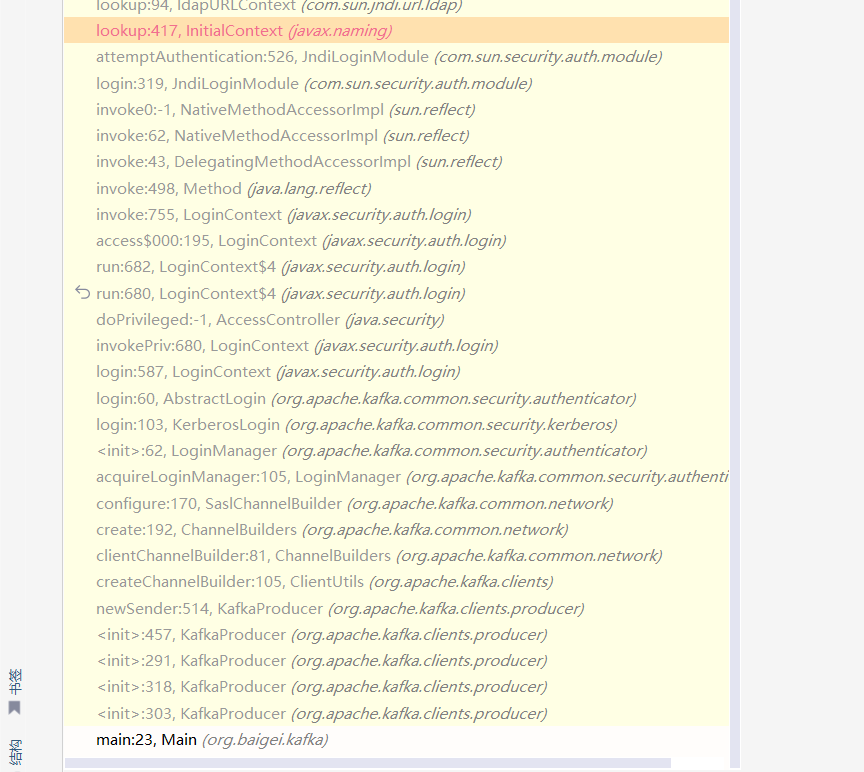 lookup:94, ldapURLContext (com.sun.jndi.url.ldap)
lookup:417, InitialContext (javax.naming)
attemptAuthentication:526, JndiLoginModule (com.sun.security.auth.module)
login:319, JndiLoginModule (com.sun.security.auth.module)
invoke0:-1, NativeMethodAccessorImpl (sun.reflect)
invoke:62, NativeMethodAccessorImpl (sun.reflect)
invoke:43, DelegatingMethodAccessorImpl (sun.reflect)
invoke:498, Method (java.lang.reflect)
invoke:755, LoginContext (javax.security.auth.login)
access$000:195, LoginContext (javax.security.auth.login)
run:682, LoginContext$4 (javax.security.auth.login)
run:680, LoginContext$4 (javax.security.auth.login)
doPrivileged:-1, AccessController (java.security)
invokePriv:680, LoginContext (javax.security.auth.login)
login:587, LoginContext (javax.security.auth.login)
login:60, AbstractLogin (org.apache.kafka.common.security.authenticator)
login:103, KerberosLogin (org.apache.kafka.common.security.kerberos)
<init>:62, LoginManager (org.apache.kafka.common.security.authenticator)
acquireLoginManager:105, LoginManager (org.apache.kafka.common.security.authenti
configure:170, SaslChannelBuilder (org.apache.kafka.common.network)
create:192, ChannelBuilders (org.apache.kafka.common.network)
clientChannelBuilder:81, ChannelBuilders (org.apache.kafka.common.network)
createChannelBuilder:105, ClientUtils (org.apache.kafka.clients)
newSender:514, KafkaProducer (org.apache.kafka.clients.producer)
<init>:457, KafkaProducer (org.apache.kafka.clients.producer)
<init>:291, KafkaProducer (org.apache.kafka.clients.producer)
<init>:318, KafkaProducer (org.apache.kafka.clients.producer)
<init>:303, KafkaProducer (org.apache.kafka.clients.producer)
main:23, Main (org.baigei.kafka)
书签
结构